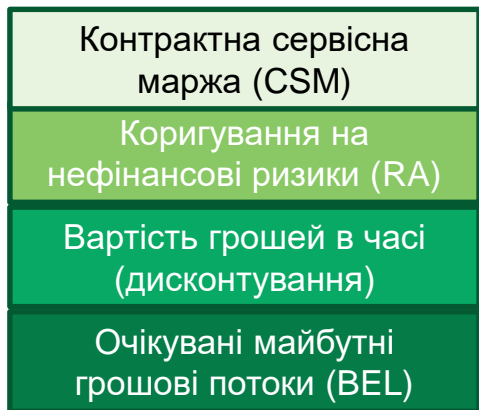 Контрактна сервісна
маржа (CSM)
Коригування на
нефінансові ризики (RA)
Вартість грошей в часі
(дисконтування)
Очікувані майбутні
грошові потоки (BEL)